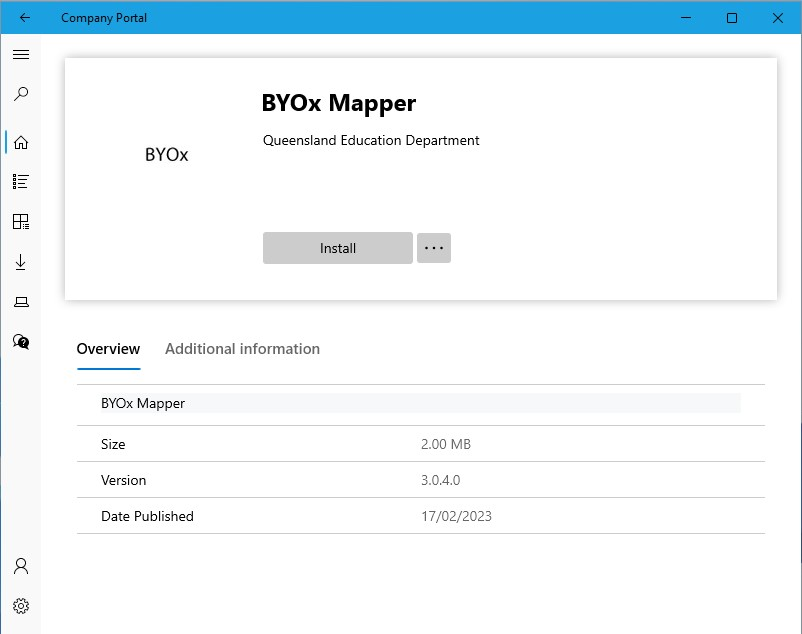 Company Portal
BYOx
BYOx Mapper
Queensland Education Department
Install
Overview Additional information
BYOx Mapper
Size 2.00 MB
Version 3.0.4.0
Date Published 17/02/2023